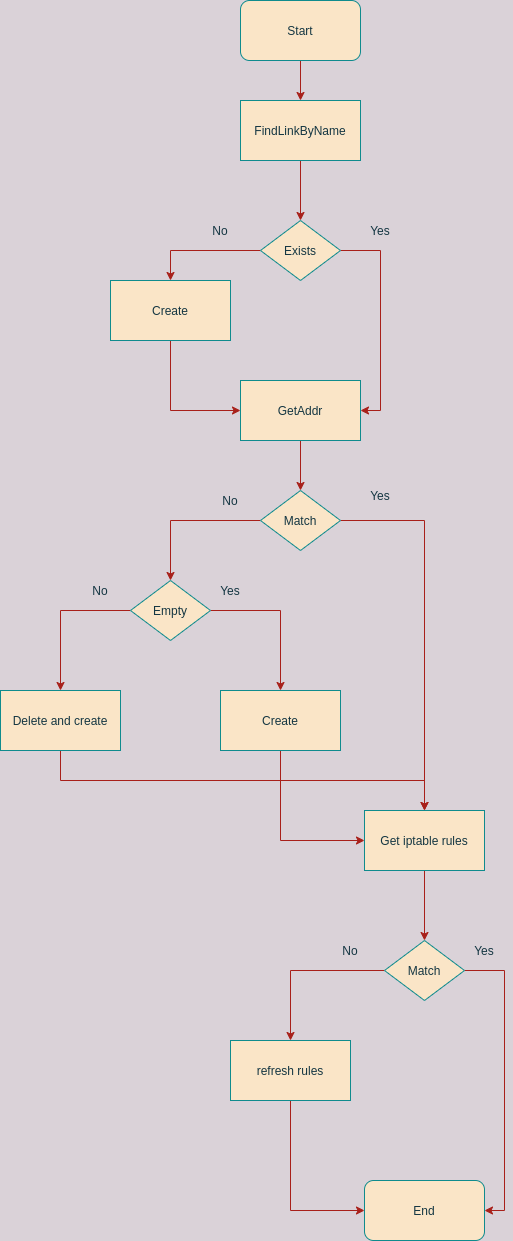 Start
FindLinkByName
No
Yes
Exists
Create
GetAddr
No
Yes
Match
No
Yes
Empty
Delete and create
Create
Get iptable rules
No
Yes
Match
refresh rules
End